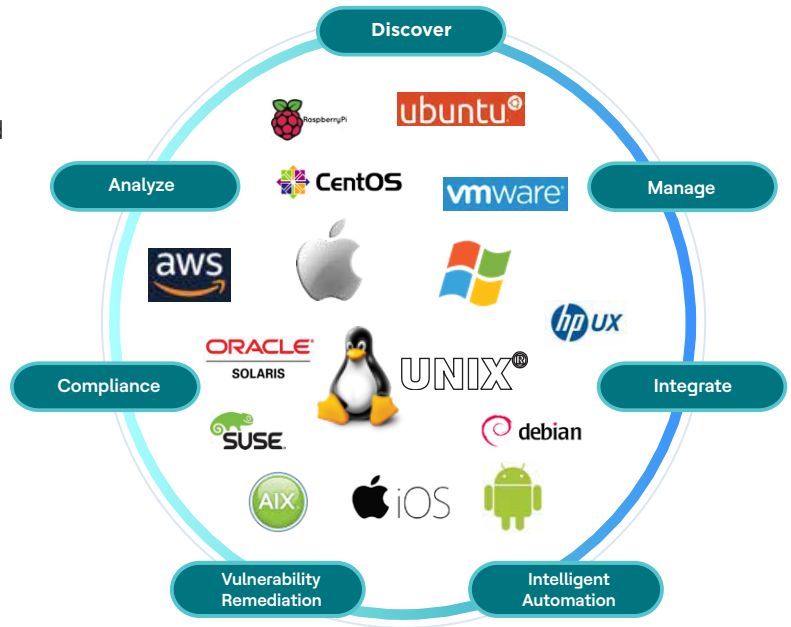 Discover
RaspberryPi
ubuntu
Analyze
CentOS
vmware
Manage
aws
hp UX
ORACLE
SOLARIS
UNIX®
Compliance
Integrate
SUSE
debian
AIX
iOS
Vulnerability
Remediation
Intelligent
Automation